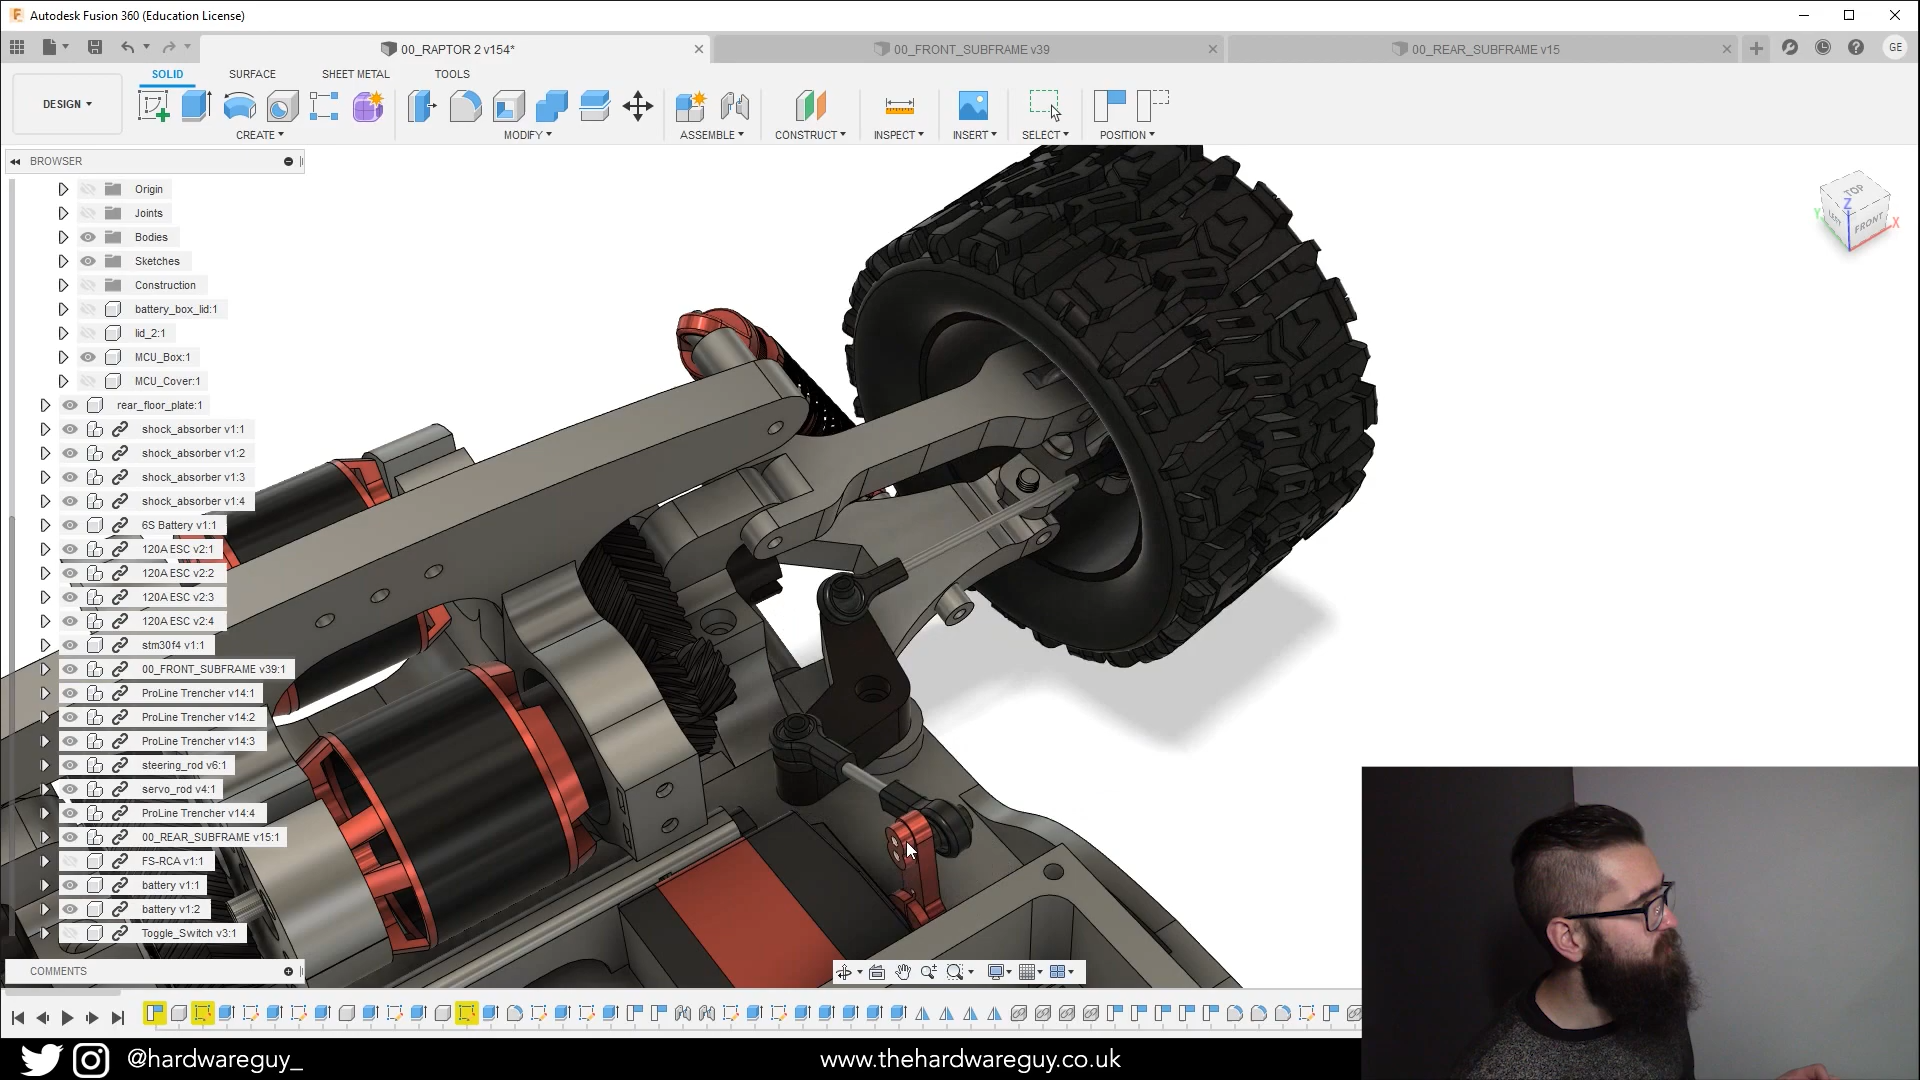 Autodesk Fusion 360 (Education License)
00_RAPTOR 2 v154*
00_FRONT_SUBFRAME v39
00_REAR_SUBFRAME v15
GE
SOLID
SURFACE
SHEET METAL
TOOLS
DESIGN
CREATE
MODIFY
ASSEMBLE
CONSTRUCT
INSPECT
INSERT
SELECT
POSITION
BROWSER
TOP
Z
Y
LEFT
FRONT
X
Origin
Joints
Bodies
Sketches
Construction
battery_box_lid:1
lid_2:1
MCU_Box:1
MCU_Cover:1
rear_floor_plate:1
shock_absorber v1:1
shock_absorber v1:2
shock_absorber v1:3
shock_absorber v1:4
6S Battery v1:1
120A ESC v2:1
120A ESC v2:2
120A ESC v2:3
120A ESC v2:4
stm30f4 v1:1
00_FRONT_SUBFRAME v39:1
ProLine Trencher v14:1
ProLine Trencher v14:2
ProLine Trencher v14:3
steering_rod v6:1
servo_rod v4:1
ProLine Trencher v14:4
00_REAR_SUBFRAME v15:1
FS-RCA v1:1
battery v1:1
battery v1:2
Toggle_Switch v3:1
COMMENTS
@hardwareguy_
www.thehardwareguy.co.uk